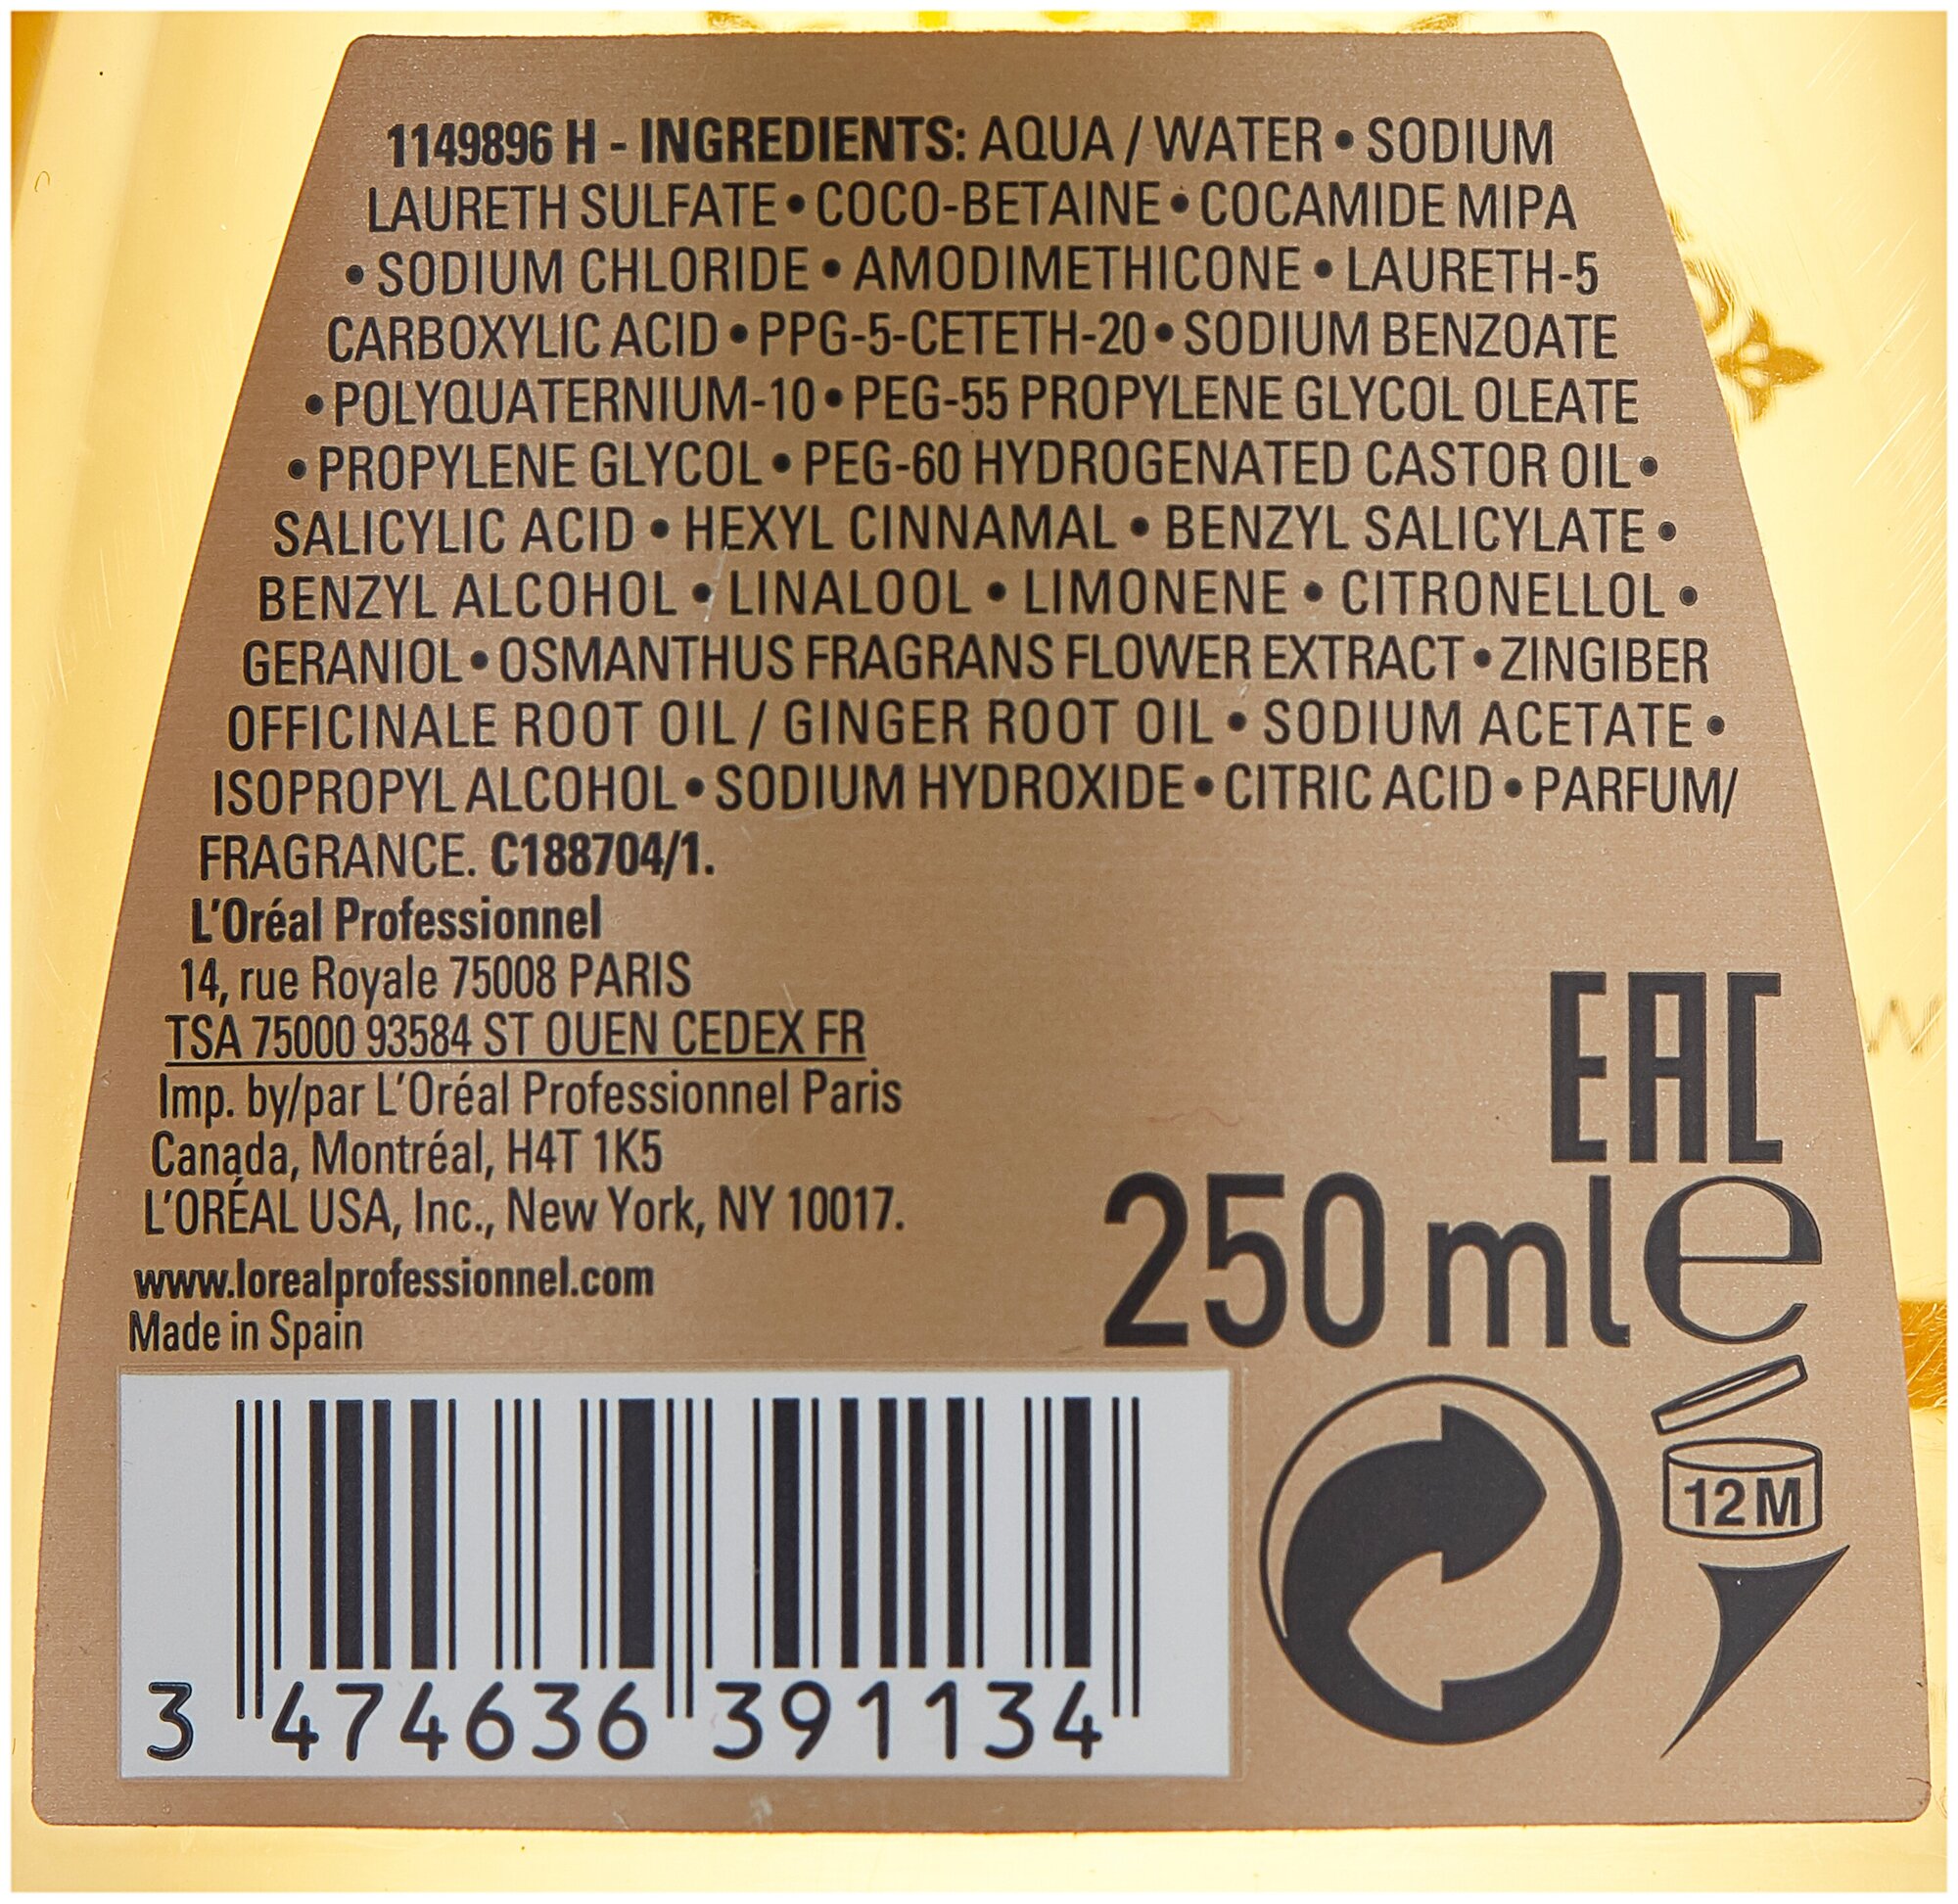 1149896 H - INGREDIENTS: AQUA / WATER • SODIUM
LAURETH SULFATE • COCO-BETAINE • COCAMIDE MIPA
• SODIUM CHLORIDE • AMODIMETHICONE • LAURETH-5
CARBOXYLIC ACID • PPG-5-CETETH-20 • SODIUM BENZOATE
• POLYQUATERNIUM-10 • PEG-55 PROPYLENE GLYCOL OLEATE
• PROPYLENE GLYCOL • PEG-60 HYDROGENATED CASTOR OIL •
SALICYLIC ACID • HEXYL CINNAMAL • BENZYL SALICYLATE •
BENZYL ALCOHOL • LINALOOL • LIMONENE • CITRONELLOL •
GERANIOL • OSMANTHUS FRAGRANS FLOWER EXTRACT • ZINGIBER
OFFICINALE ROOT OIL / GINGER ROOT OIL • SODIUM ACETATE •
ISOPROPYL ALCOHOL • SODIUM HYDROXIDE • CITRIC ACID • PARFUM/
FRAGRANCE. C188704/1.
L'Oréal Professionnel
14, rue Royale 75008 PARIS
TSA 75000 93584 ST OUEN CEDEX FR
Imp. by/par L'Oréal Professionnel Paris
Canada, Montréal, H4T 1K5
L'ORÉAL USA, Inc., New York, NY 10017.
www.lorealprofessionnel.com
Made in Spain
EAC
250 ml e
12 M
3 474636 391134